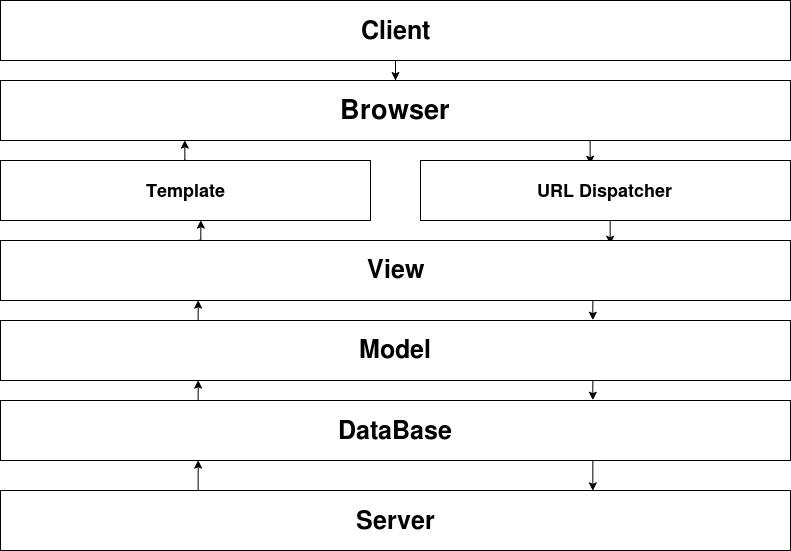 Client
Browser
Template
URL Dispatcher
View
Model
DataBase
Server